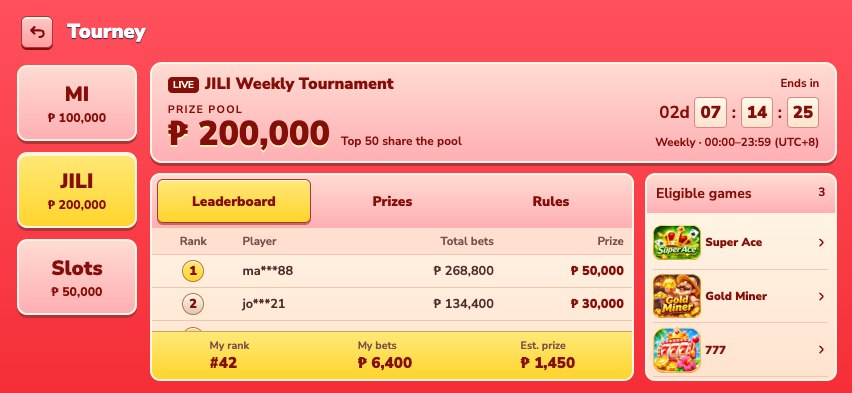 Tourney
MI
₱ 100,000
JILI
₱ 200,000
Slots
₱ 50,000
LIVE JILI Weekly Tournament
PRIZE POOL
₱ 200,000 Top 50 share the pool
Ends in
02d 07 : 14 : 25
Weekly · 00:00–23:59 (UTC+8)
Leaderboard Prizes Rules
Rank Player Total bets Prize
1 ma***88 ₱ 268,800 ₱ 50,000
2 jo***21 ₱ 134,400 ₱ 30,000
My rank My bets Est. prize
#42 ₱ 6,400 ₱ 1,450
Eligible games 3
Super Ace
Super Ace
Gold Miner
Gold Miner
777
777